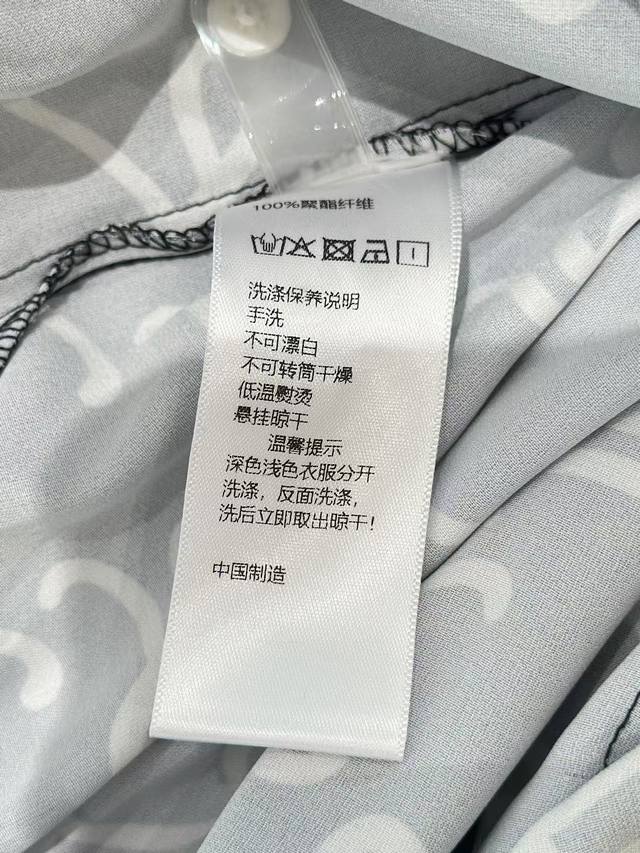 100%聚酯纤维
洗涤保养说明
手洗
不可漂白
不可转筒干燥
低温熨烫
悬挂晾干
温馨提示
深色浅色衣服分开
洗涤，反面洗涤，
洗后立即取出晾干！
中国制造